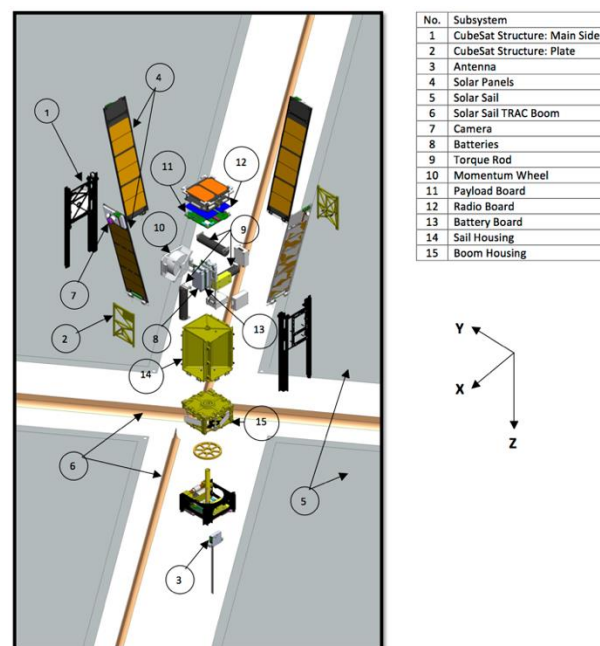 No. Subsystem
1 CubeSat Structure: Main Side
2 CubeSat Structure: Plate
3 Antenna
4 Solar Panels
5 Solar Sail
6 Solar Sail TRAC Boom
7 Camera
8 Batteries
9 Torque Rod
10 Momentum Wheel
11 Payload Board
12 Radio Board
13 Battery Board
14 Sail Housing
15 Boom Housing
4
1
11
12
10
9
7
2
8
13
14
15
6
5
3
Y
X
Z